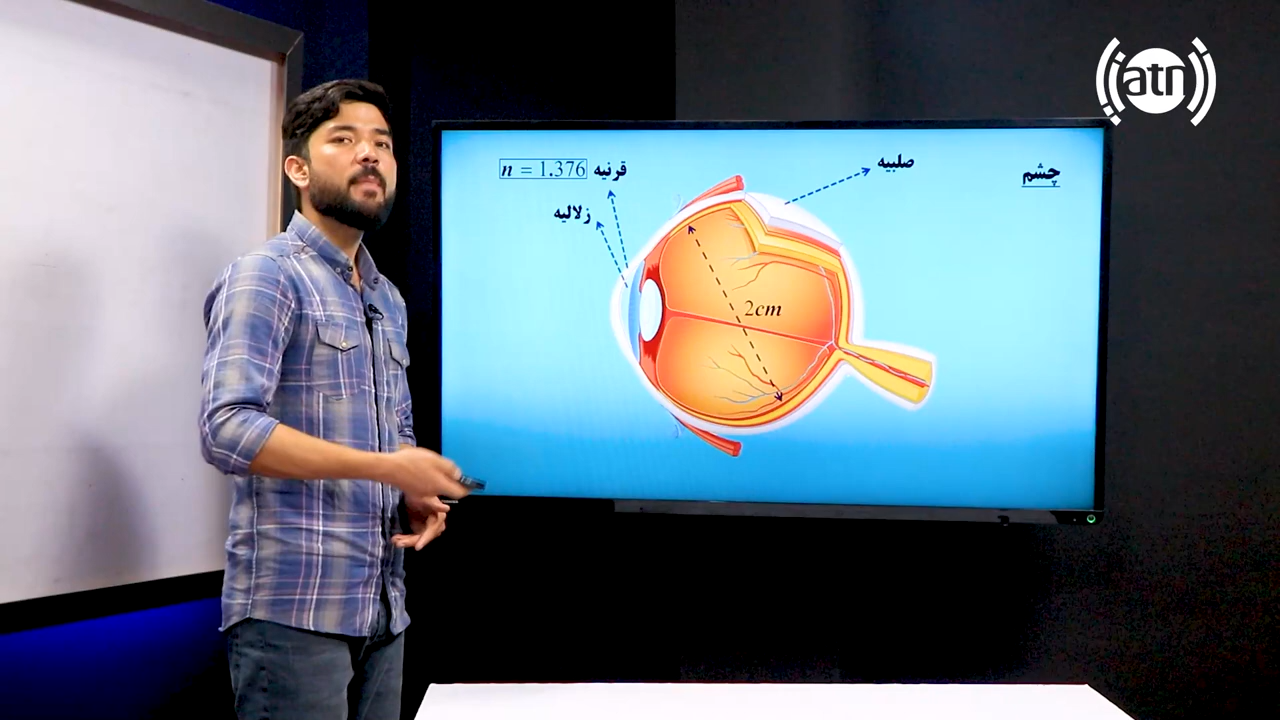 atn
چشم
صلبیه
قرنیه n = 1.376
زلالیه
2cm